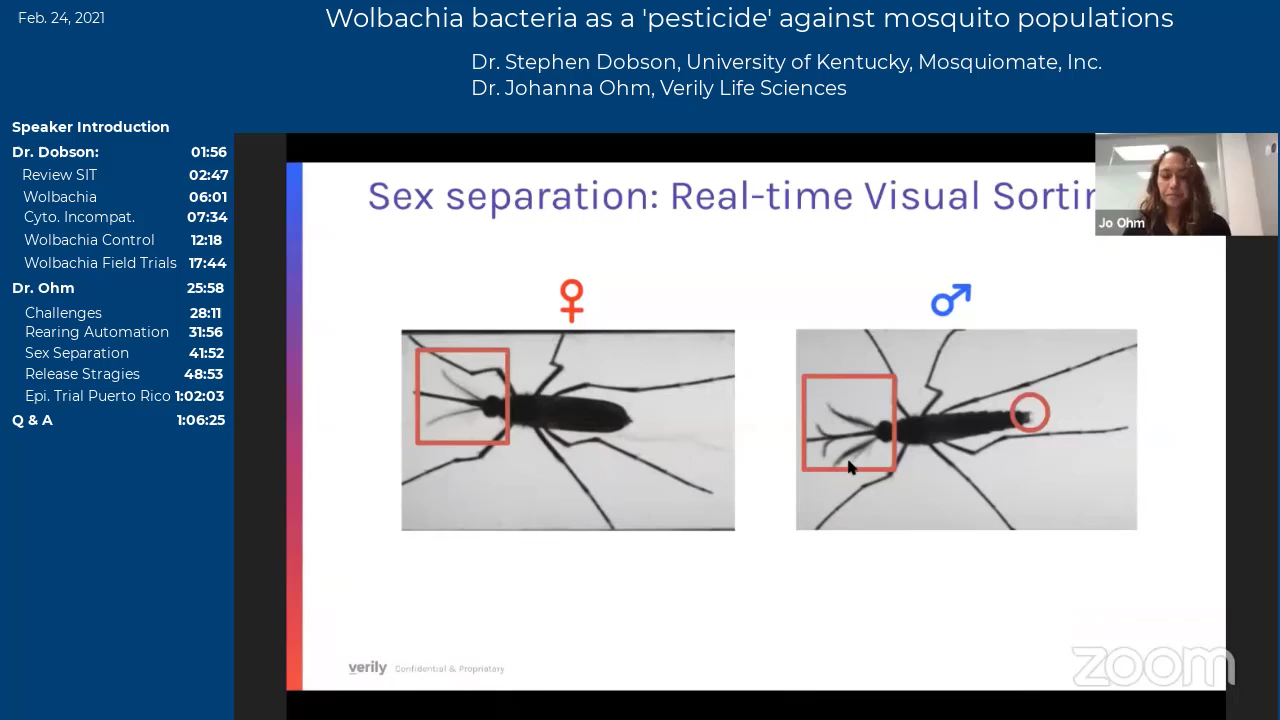 Feb. 24, 2021
Wolbachia bacteria as a 'pesticide' against mosquito populations
Dr. Stephen Dobson, University of Kentucky, Mosquiomate, Inc.
Dr. Johanna Ohm, Verily Life Sciences
Speaker Introduction
Dr. Dobson: 01:56
Review SIT 02:47
Wolbachia 06:01
Cyto. Incompat. 07:34
Wolbachia Control 12:18
Wolbachia Field Trials 17:44
Dr. Ohm 25:58
Challenges 28:11
Rearing Automation 31:56
Sex Separation 41:52
Release Stragies 48:53
Epi. Trial Puerto Rico 1:02:03
Q & A 1:06:25
Sex separation: Real-time Visual Sortin
Jo Ohm
♀ ♂
verily Confidential & Proprietary
zoom